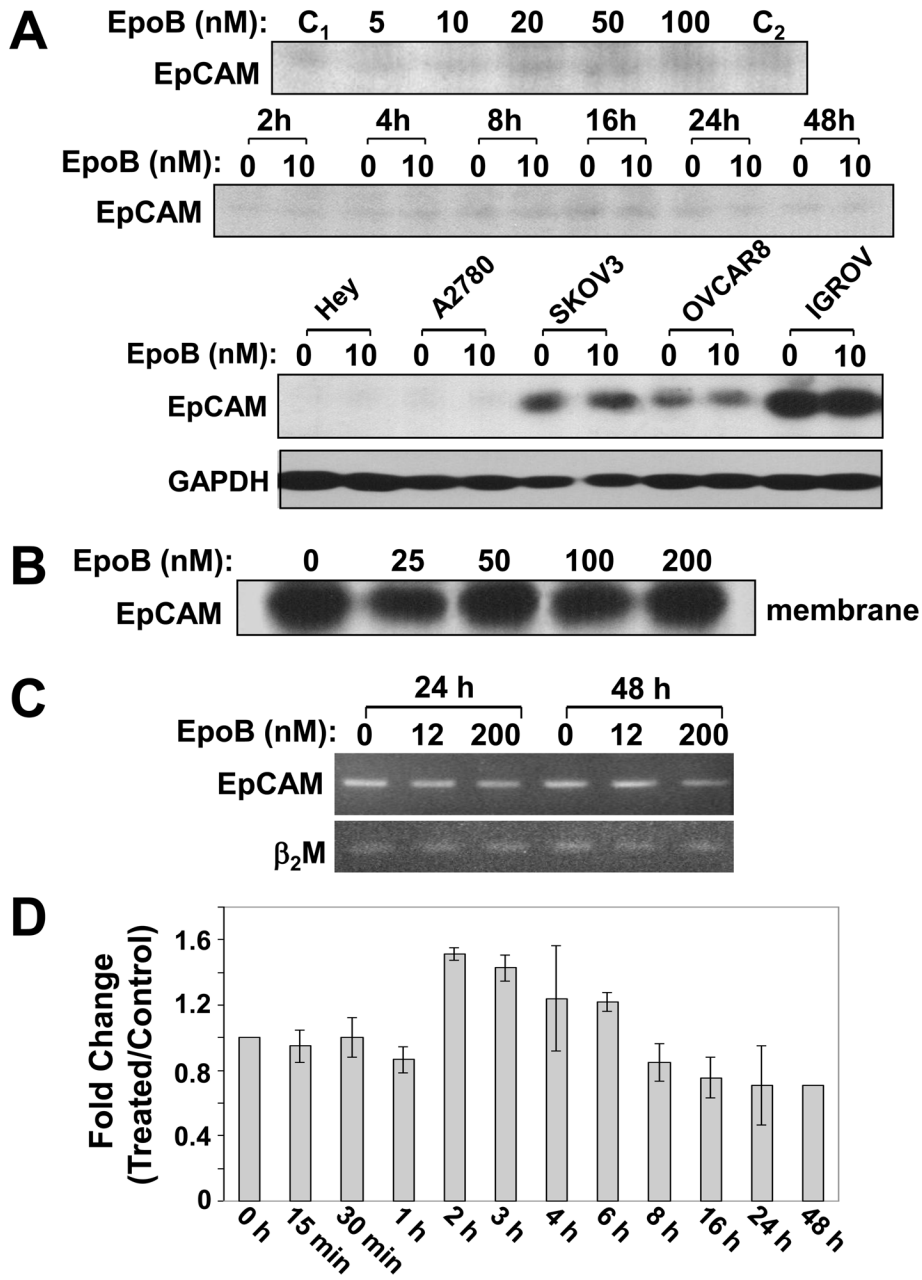 A
EpoB (nM): C1 5 10 20 50 100 C2
EpCAM
2h 4h 8h 16h 24h 48h
EpoB (nM): 0 10 0 10 0 10 0 10 0 10 0 10
EpCAM
Hey A2780 SKOV3 OVCAR8 IGROV
EpoB (nM): 0 10 0 10 0 10 0 10 0 10
EpCAM
GAPDH
B
EpoB (nM): 0 25 50 100 200
EpCAM membrane
C
24 h 48 h
EpoB (nM): 0 12 200 0 12 200
EpCAM
β2M
D
Fold Change
(Treated/Control)
1.6
1.2
0.8
0.4
0
0 h 15 min 30 min 1 h 2 h 3 h 4 h 6 h 8 h 16 h 24 h 48 h